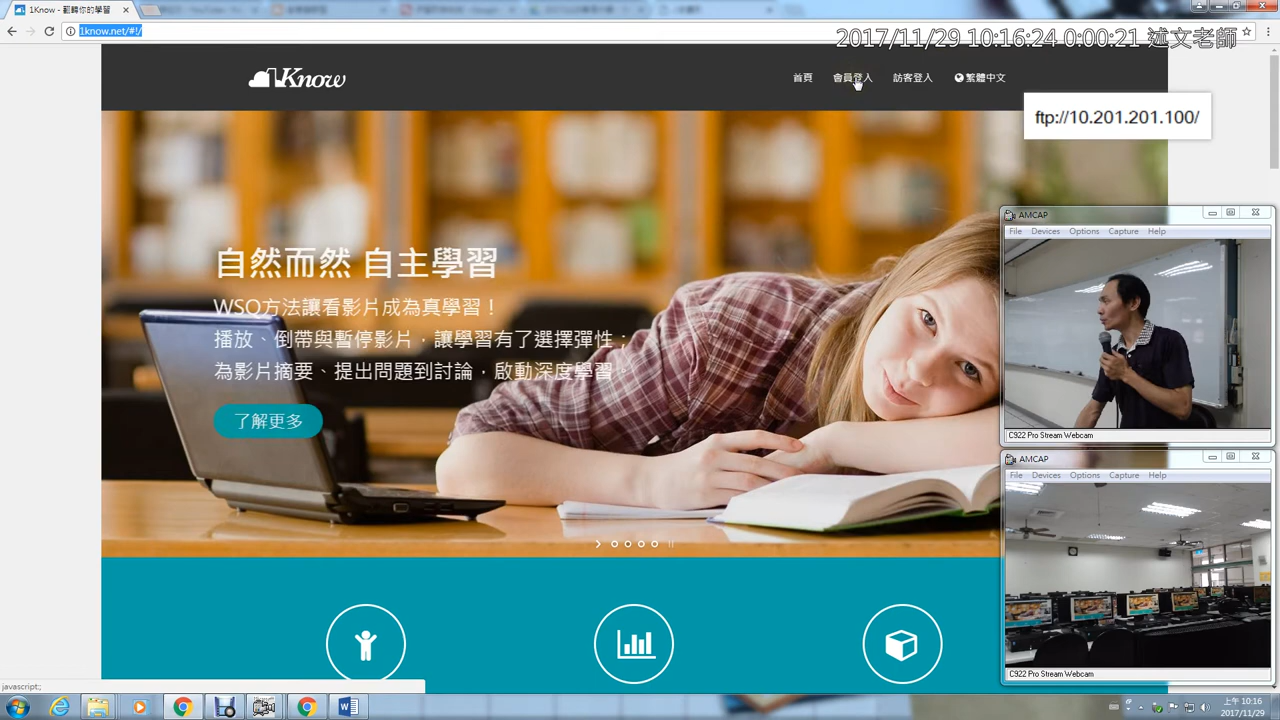 1Know - 翻轉你的學習
1know.net/#!/
2017/11/29 10:16:24 0:00:21 述文老師
1Know
首頁
會員登入
訪客登入
繁體中文
ftp://10.201.201.100/
自然而然 自主學習
WSQ方法讓看影片成為真學習！
播放、倒帶與暫停影片，讓學習有了選擇彈性；
為影片摘要、提出問題到討論，啟動深度學習。
了解更多
AMCAP
File Devices Options Capture Help
C922 Pro Stream Webcam
AMCAP
File Devices Options Capture Help
C922 Pro Stream Webcam
javascript:;
上午 10:16
2017/11/29